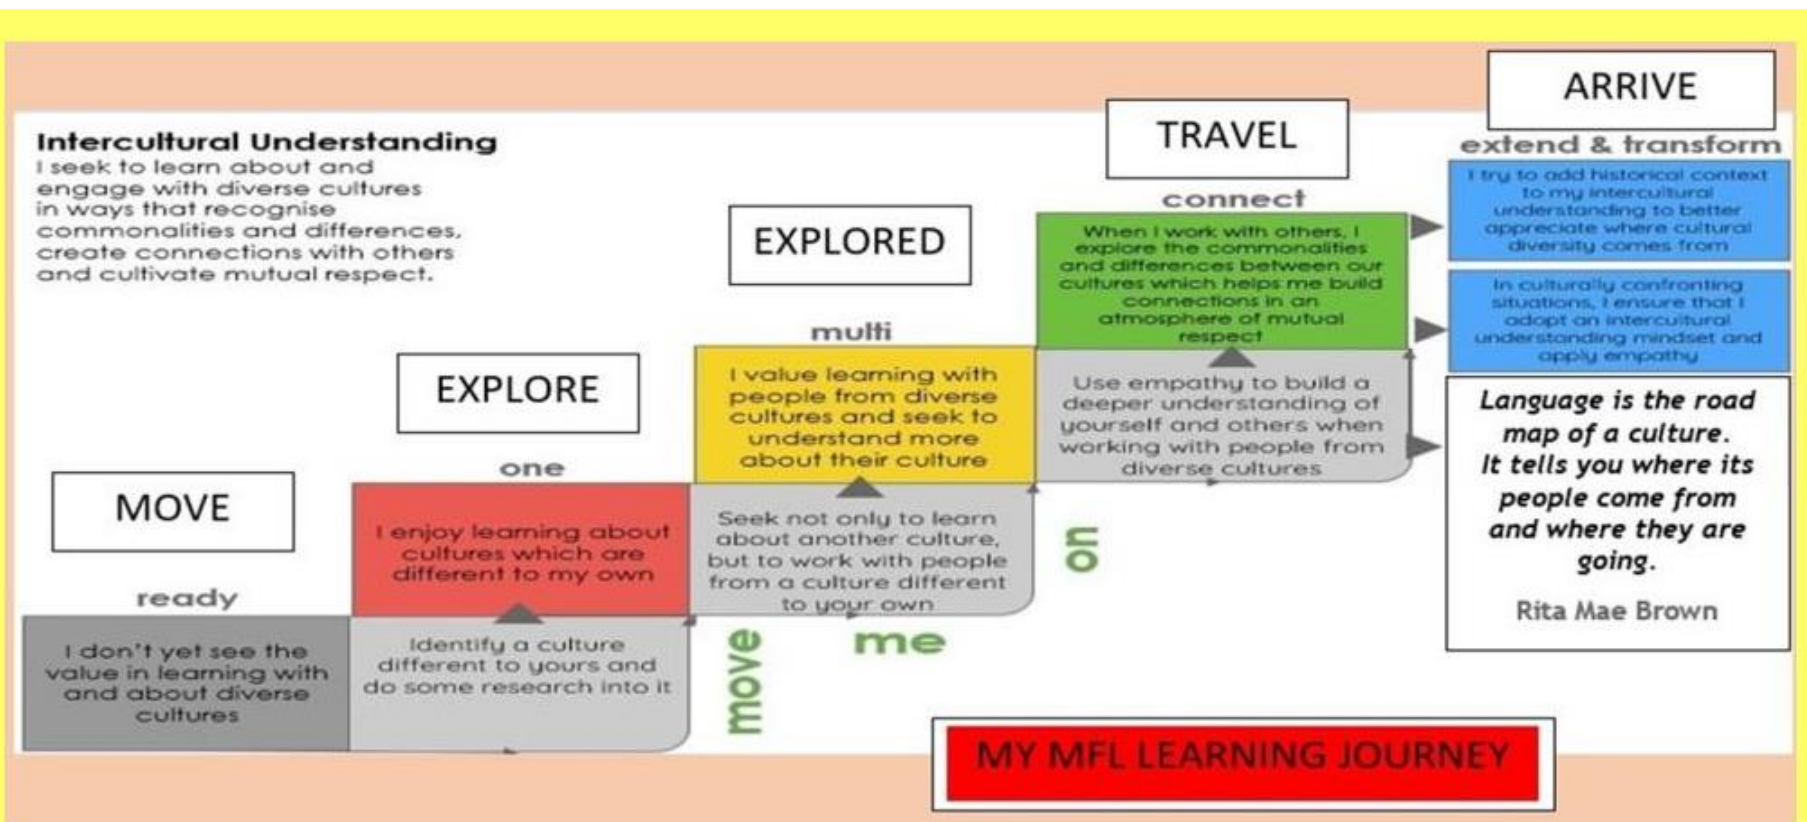 Intercultural Understanding
I seek to learn about and
engage with diverse cultures
in ways that recognise
commonalities and differences,
create connections with others
and cultivate mutual respect.
MOVE
ready
I don't yet see the
value in learning with
and about diverse
cultures
EXPLORE
one
I enjoy learning about
cultures which are
different to my own
Identify a culture
different to yours and
do some research into it
EXPLORED
multi
I value learning with
people from diverse
cultures and seek to
understand more
about their culture
Seek not only to learn
about another culture,
but to work with people
from a culture different
to your own
move
me
on
TRAVEL
connect
When I work with others, I
explore the commonalities
and differences between our
cultures which helps me build
connections in an
atmosphere of mutual
respect
Use empathy to build a
deeper understanding of
yourself and others when
working with people from
diverse cultures
ARRIVE
extend & transform
I try to add historical context
to my intercultural
understanding to better
appreciate where cultural
diversity comes from
In culturally confronting
situations, I ensure that I
adopt an intercultural
understanding mindset and
apply empathy
Language is the road
map of a culture.
It tells you where its
people come from
and where they are
going.
Rita Mae Brown
MY MFL LEARNING JOURNEY